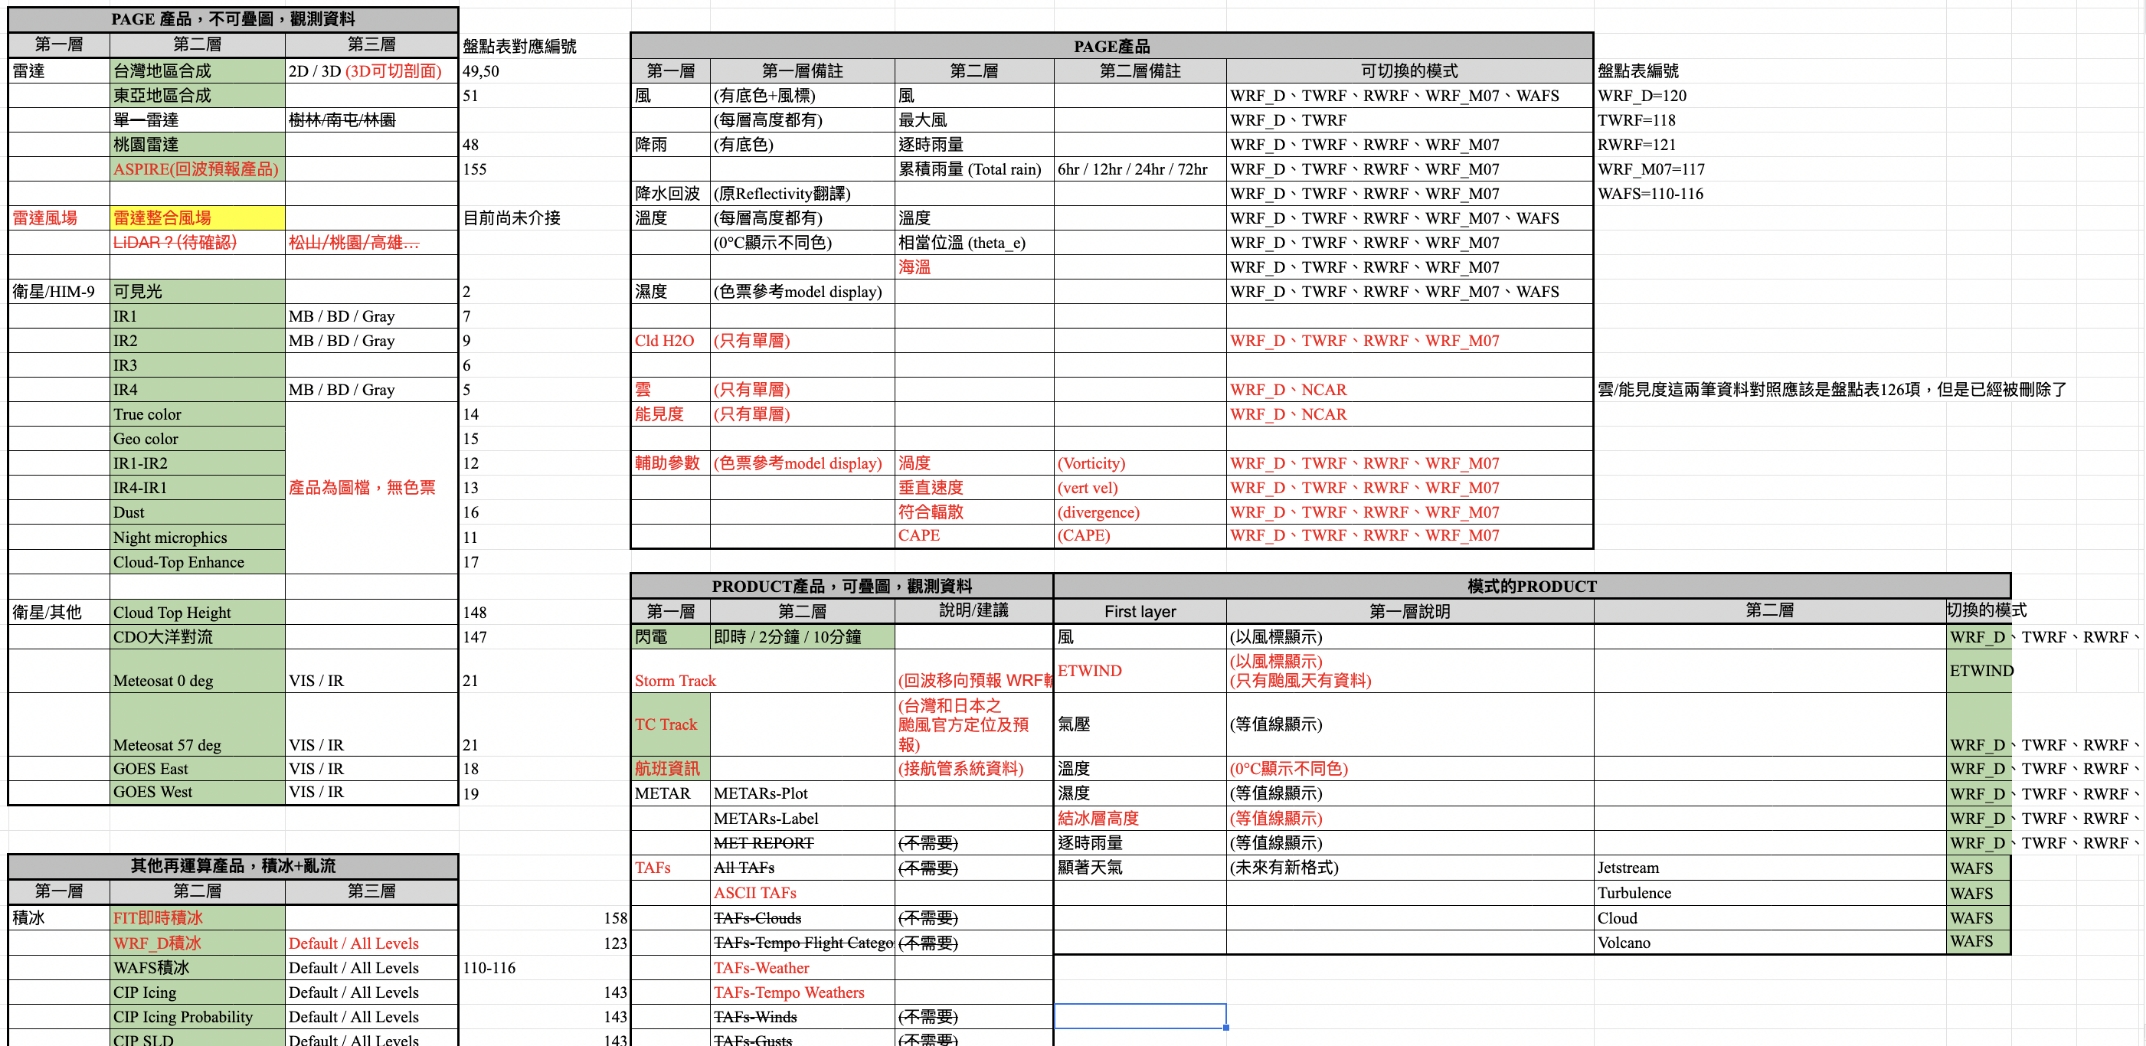 PAGE 產品，不可疊圖，觀測資料
第一層 第二層 第三層 盤點表對應編號
雷達 台灣地區合成 2D / 3D (3D可切剖面) 49,50
東亞地區合成 51
單一雷達 樹林/南屯/林園
桃園雷達 48
ASPIRE(回波預報產品) 155
雷達風場 雷達整合風場 目前尚未介接
LiDAR？(待確認) 松山/桃園/高雄…
衛星/HIM-9 可見光 2
IR1 MB / BD / Gray 7
IR2 MB / BD / Gray 9
IR3 6
IR4 MB / BD / Gray 5
True color 14
Geo color 15
IR1-IR2 12
IR4-IR1 產品為圖檔，無色票 13
Dust 16
Night microphics 11
Cloud-Top Enhance 17
衛星/其他 Cloud Top Height 148
CDO大洋對流 147
Meteosat 0 deg VIS / IR 21
Meteosat 57 deg VIS / IR 21
GOES East VIS / IR 18
GOES West VIS / IR 19
其他再運算產品，積冰+亂流
第一層 第二層 第三層
積冰 FIT即時積冰 158
WRF_D積冰 Default / All Levels 123
WAFS積冰 Default / All Levels 110-116
CIP Icing Default / All Levels 143
CIP Icing Probability Default / All Levels 143
CIP SLD Default / All Levels 143
PAGE產品
第一層 第一層備註 第二層 第二層備註 可切換的模式 盤點表編號
風 (有底色+風標) 風 WRF_D、TWRF、RWRF、WRF_M07、WAFS WRF_D=120
(每層高度都有) 最大風 WRF_D、TWRF TWRF=118
降雨 (有底色) 逐時雨量 WRF_D、TWRF、RWRF、WRF_M07 RWRF=121
累積雨量 (Total rain) 6hr / 12hr / 24hr / 72hr WRF_D、TWRF、RWRF、WRF_M07 WRF_M07=117
降水回波 (原Reflectivity翻譯) WRF_D、TWRF、RWRF、WRF_M07 WAFS=110-116
溫度 (每層高度都有) 溫度 WRF_D、TWRF、RWRF、WRF_M07、WAFS
(0°C顯示不同色) 相當位溫 (theta_e) WRF_D、TWRF、RWRF、WRF_M07
海溫 WRF_D、TWRF、RWRF、WRF_M07
濕度 (色票參考model display) WRF_D、TWRF、RWRF、WRF_M07、WAFS
Cld H2O (只有單層) WRF_D、TWRF、RWRF、WRF_M07
雲 (只有單層) WRF_D、NCAR 雲/能見度這兩筆資料對照應該是盤點表126項，但是已經被刪除了
能見度 (只有單層) WRF_D、NCAR
輔助參數 (色票參考model display) 渦度 (Vorticity) WRF_D、TWRF、RWRF、WRF_M07
垂直速度 (vert vel) WRF_D、TWRF、RWRF、WRF_M07
符合輻散 (divergence) WRF_D、TWRF、RWRF、WRF_M07
CAPE (CAPE) WRF_D、TWRF、RWRF、WRF_M07
PRODUCT產品，可疊圖，觀測資料
第一層 第二層 說明/建議
閃電 即時 / 2分鐘 / 10分鐘
Storm Track (回波移向預報 WRF
TC Track (台灣和日本之
颱風官方定位及預
報)
航班資訊 (接航管系統資料)
METAR METARs-Plot
METARs-Label
MET REPORT (不需要)
TAFs All TAFs (不需要)
ASCII TAFs
TAFs-Clouds (不需要)
TAFs-Tempo Flight Catego (不需要)
TAFs-Weather
TAFs-Tempo Weathers
TAFs-Winds (不需要)
TAFs-Gusts (不需要)
模式的PRODUCT
First layer 第一層說明 第二層 切換的模式
風 (以風標顯示) WRF_D、TWRF、RWRF、
ETWIND (以風標顯示) ETWIND
(只有颱風天有資料)
氣壓 (等值線顯示) WRF_D、TWRF、RWRF、
溫度 (0°C顯示不同色) WRF_D、TWRF、RWRF、
濕度 (等值線顯示) WRF_D、TWRF、RWRF、
結冰層高度 (等值線顯示) WRF_D、TWRF、RWRF、
逐時雨量 (等值線顯示) WRF_D、TWRF、RWRF、
顯著天氣 (未來有新格式) Jetstream WAFS
Turbulence WAFS
Cloud WAFS
Volcano WAFS